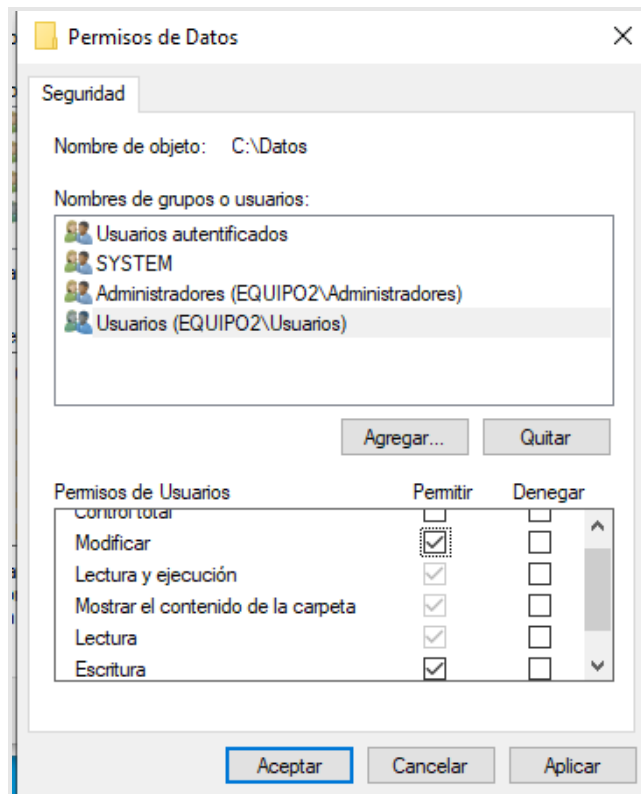 Permisos de Datos
Seguridad
Nombre de objeto: C:\Datos
Nombres de grupos o usuarios:
Usuarios autentificados
SYSTEM
Administradores (EQUIPO2\Administradores)
Usuarios (EQUIPO2\Usuarios)
Agregar... Quitar
Permisos de Usuarios Permitir Denegar
Control total
Modificar
Lectura y ejecución
Mostrar el contenido de la carpeta
Lectura
Escritura
Aceptar Cancelar Aplicar